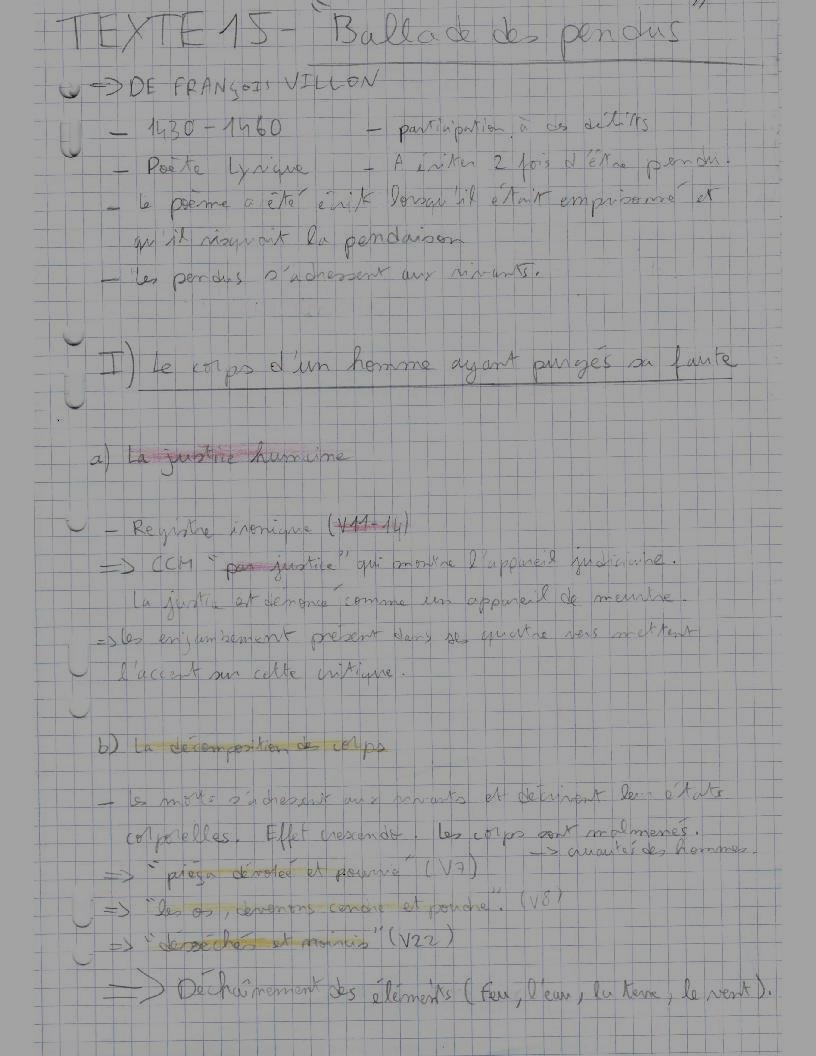 TEXTE 15 - "Ballade des pendus"
=> DE FRANÇOIS VILLON
- 1430 - 1460 - participation à ces délits
- Poète Lyrique - A éviter 2 fois d'être pendu.
- le poème a été écrit lorsqu'il était emprisonné et
qu'il risquait la pendaison
- Les pendus s'adressent aux vivants.
I) Le corps d'un homme ayant purgés sa faute
a) La justice humaine
- Registre ironique (V11-14)
=> CCM "par justice" qui montre l'appareil judiciaire.
La justice est dénoncé comme un appareil de meurtre.
=> Les enjambement présent dans ses quatre vers mettent
l'accent sur cette critique.
b) La décomposition des corps
- Les morts s'adressent aux vivants et décrivent leur états
corporelles. Effet crescendo. Les corps sont malmenés.
-> cruautés des hommes.
=> "pièça dévorée et pourrie" (V7)
=> "les os, devenons cendre et poudre". (V8)
=> "desséchés et noircis" (V22)
=> Déchaînement des éléments (feu, l'eau, la terre, le vent).